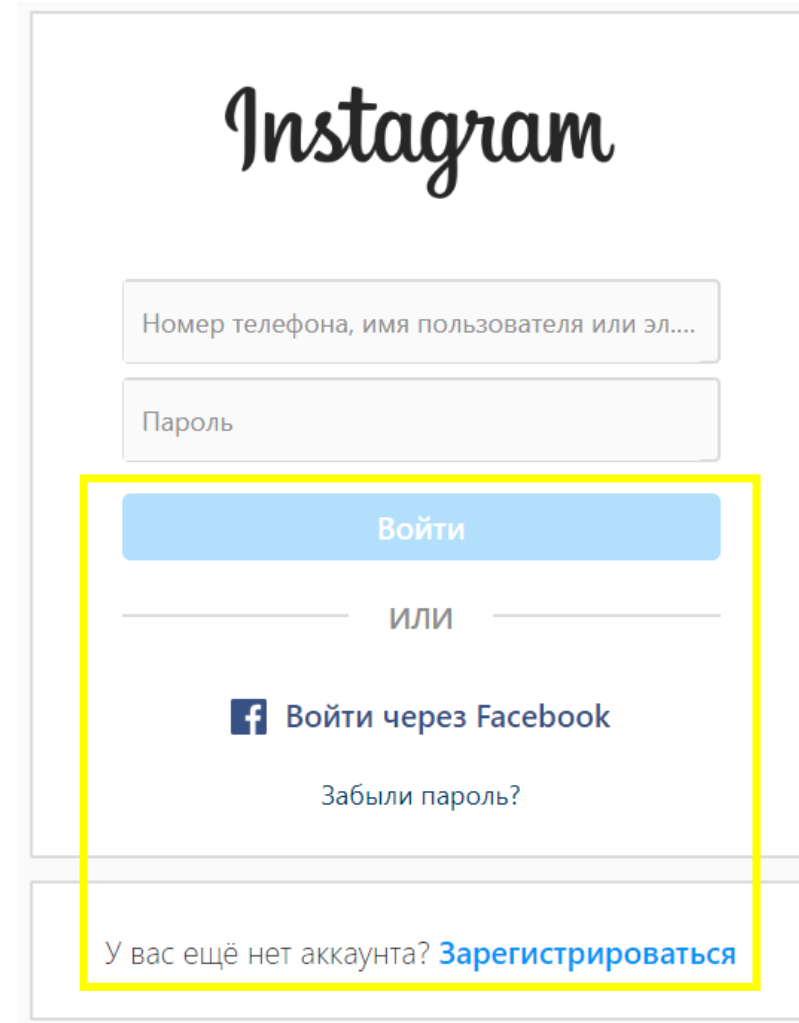 Instagram
Номер телефона, имя пользователя или эл....
Пароль
Войти
ИЛИ
Войти через Facebook
Забыли пароль?
У вас ещё нет аккаунта? Зарегистрироваться